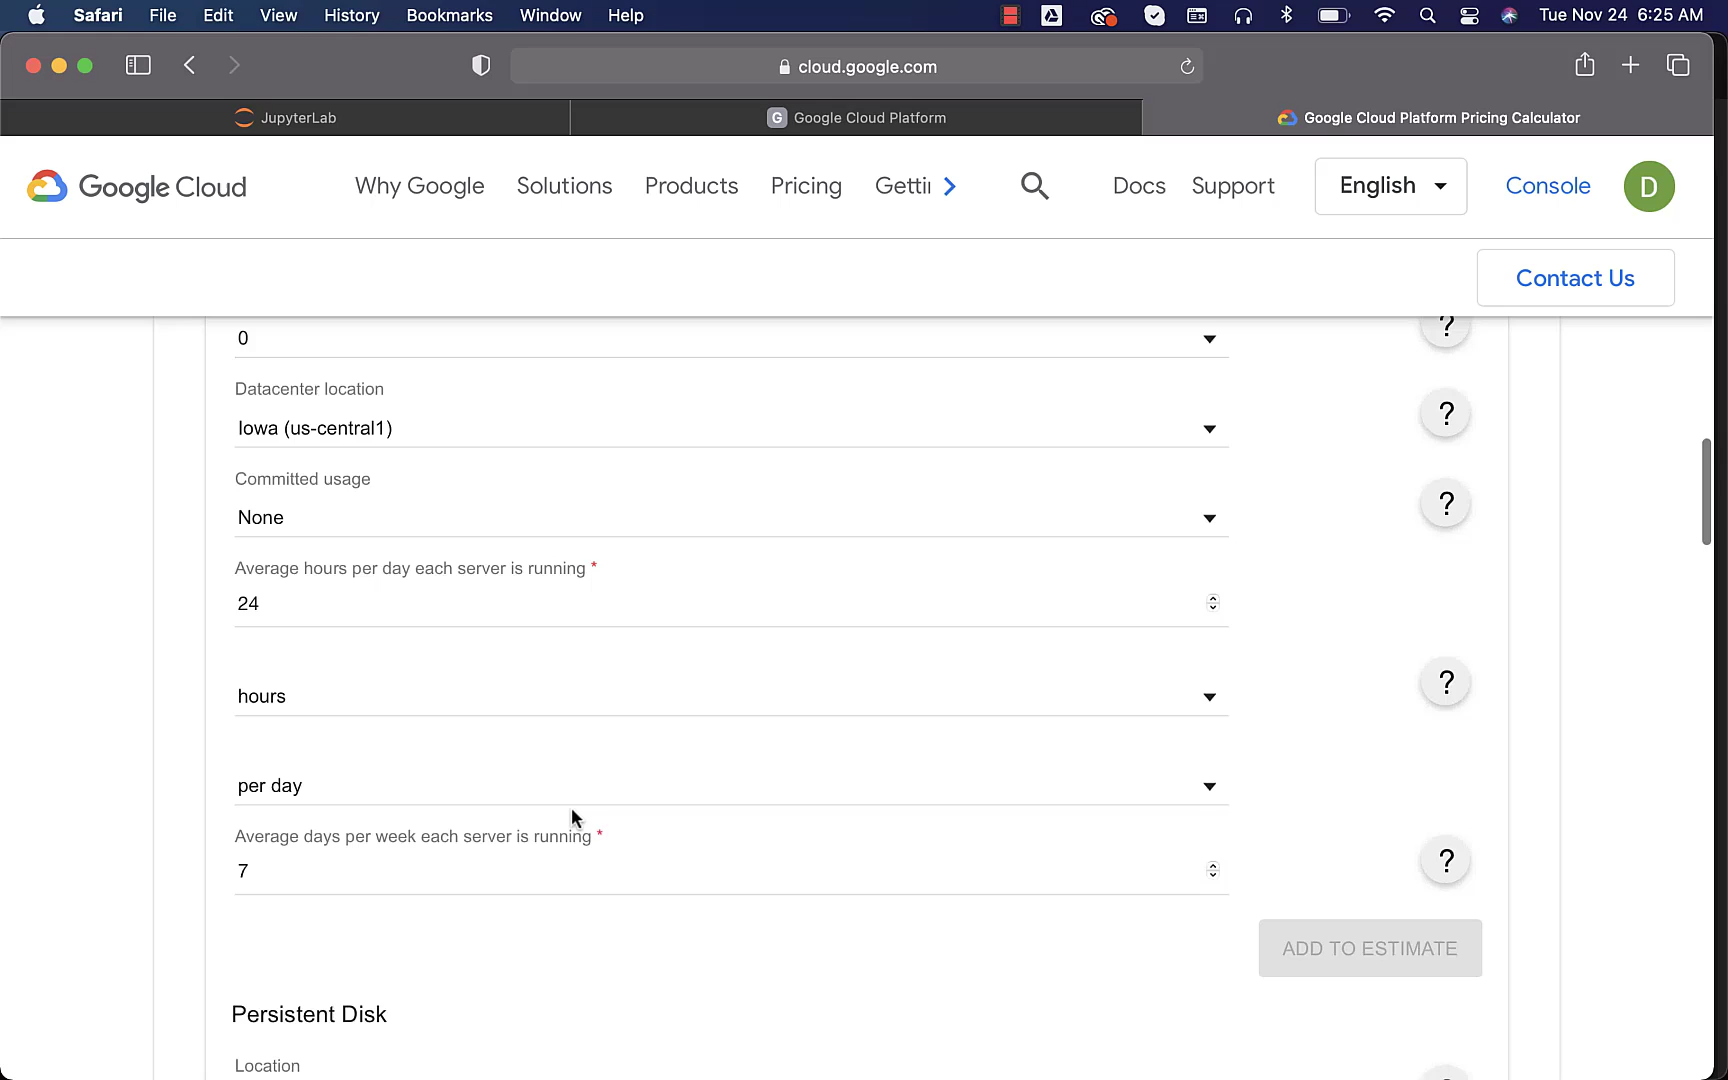 Safari File Edit View History Bookmarks Window Help Tue Nov 24 6:25 AM
cloud.google.com
JupyterLab G Google Cloud Platform Google Cloud Platform Pricing Calculator
Google Cloud Why Google Solutions Products Pricing Getti Docs Support English Console D
Contact Us
0 ?
Datacenter location
Iowa (us-central1) ?
Committed usage
None ?
Average hours per day each server is running *
24
hours ?
per day
Average days per week each server is running *
7 ?
ADD TO ESTIMATE
Persistent Disk
Location